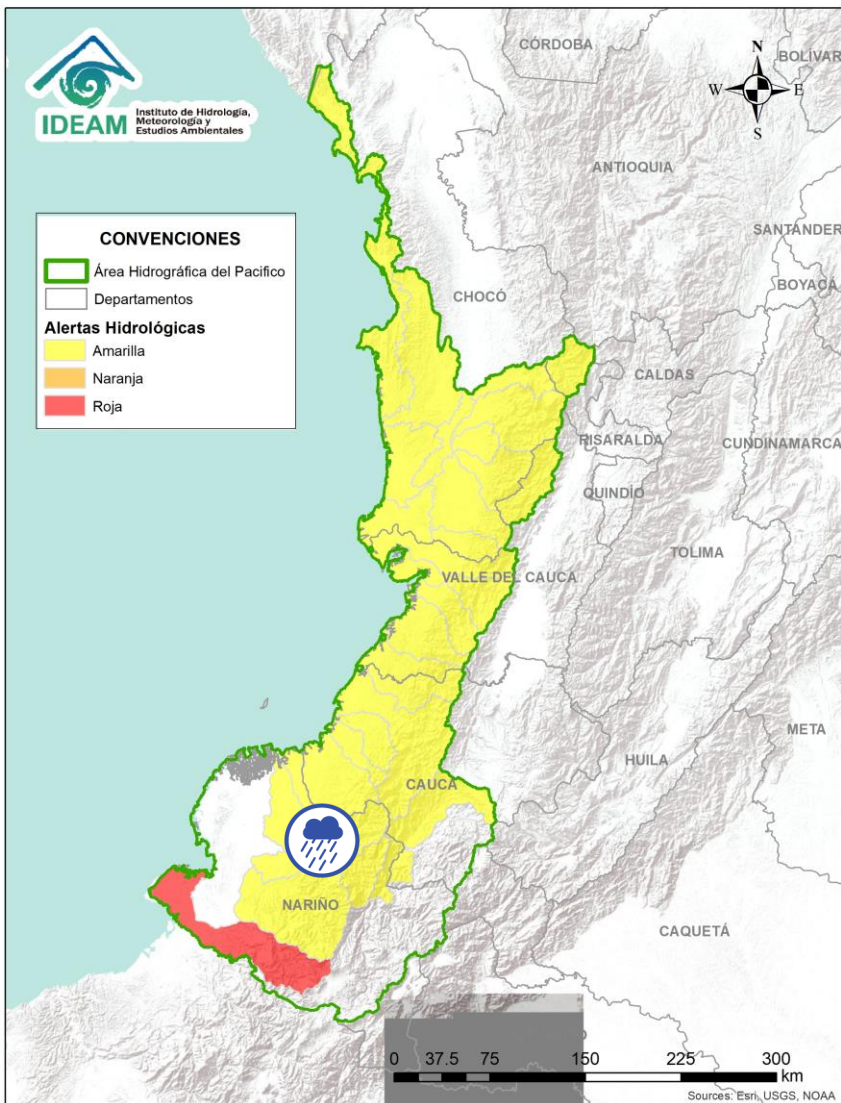 IDEAM
Instituto de Hidrología,
Meteorología y
Estudios Ambientales
CÓRDOBA
BOLÍVAR
N
W
E
S
ANTIOQUIA
SANTANDER
BOYACÁ
CONVENCIONES
Área Hidrográfica del Pacifico
Departamentos
Alertas Hidrológicas
Amarilla
Naranja
Roja
CHOCÓ
CALDAS
RISARALDA
CUNDINAMARCA
QUINDÍO
TOLIMA
VALLE DEL CAUCA
META
HUILA
CAUCA
NARIÑO
CAQUETÁ
0 37.5 75 150 225 300
km
Sources: Esri, USGS, NOAA